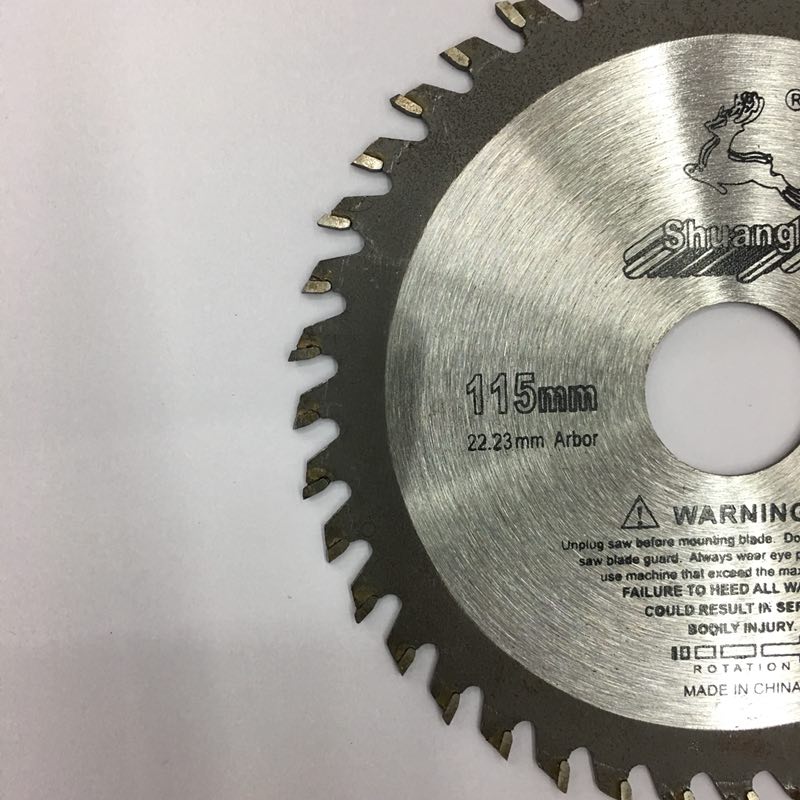 ®
Shuangl
115mm
22.23mm Arbor
WARNING
Unplug saw before mounting blade. Do
saw blade guard. Always wear eye p
use machine that exceed the max
FAILURE TO HEED ALL WA
COULD RESULT IN SER
BODILY INJURY.
ROTATION
MADE IN CHINA